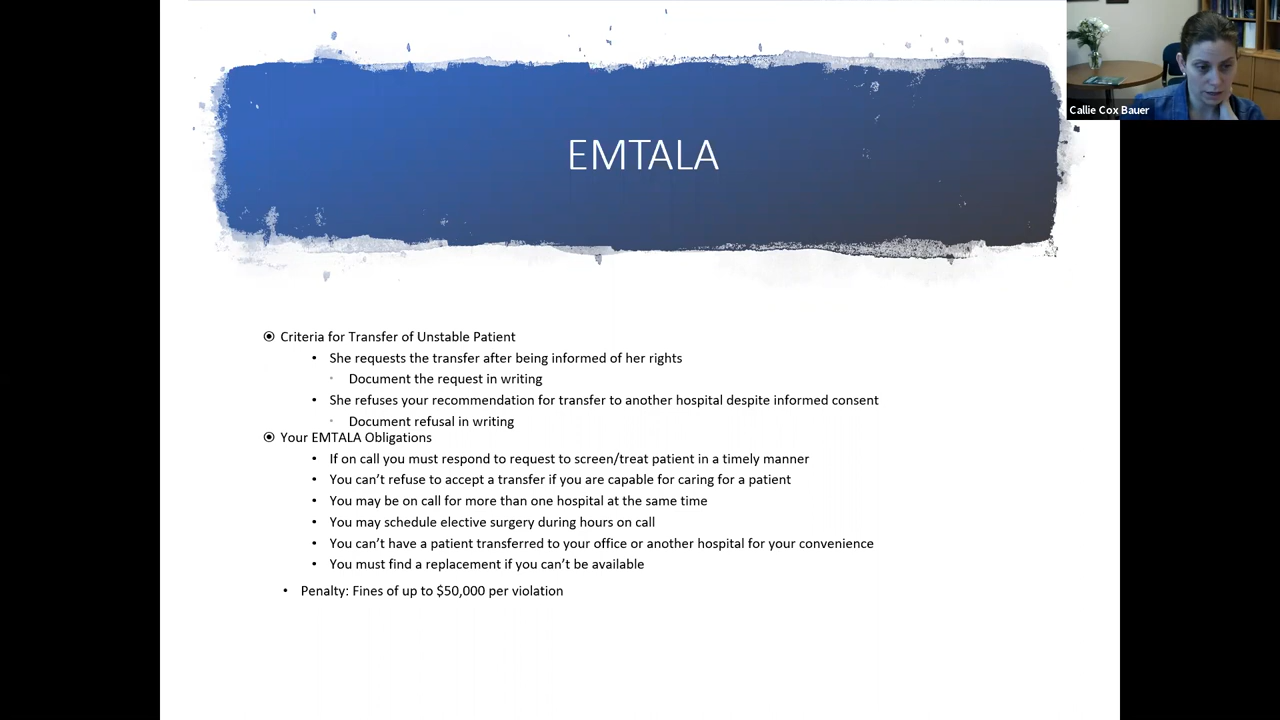 Callie Cox Bauer
EMTALA
Criteria for Transfer of Unstable Patient
• She requests the transfer after being informed of her rights
Document the request in writing
• She refuses your recommendation for transfer to another hospital despite informed consent
Document refusal in writing
Your EMTALA Obligations
• If on call you must respond to request to screen/treat patient in a timely manner
• You can’t refuse to accept a transfer if you are capable for caring for a patient
• You may be on call for more than one hospital at the same time
• You may schedule elective surgery during hours on call
• You can’t have a patient transferred to your office or another hospital for your convenience
• You must find a replacement if you can’t be available
• Penalty: Fines of up to $50,000 per violation